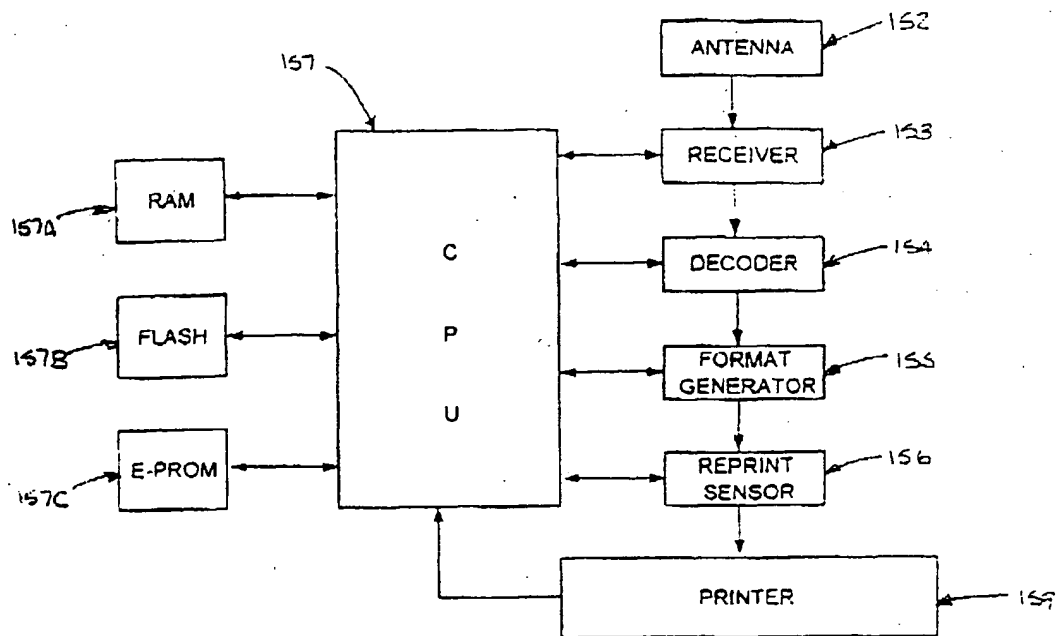 ANTENNA
152
157
RECEIVER
153
RAM
157A
C
P
U
DECODER
154
FLASH
157B
FORMAT
GENERATOR
155
E-PROM
157C
REPRINT
SENSOR
156
PRINTER
159